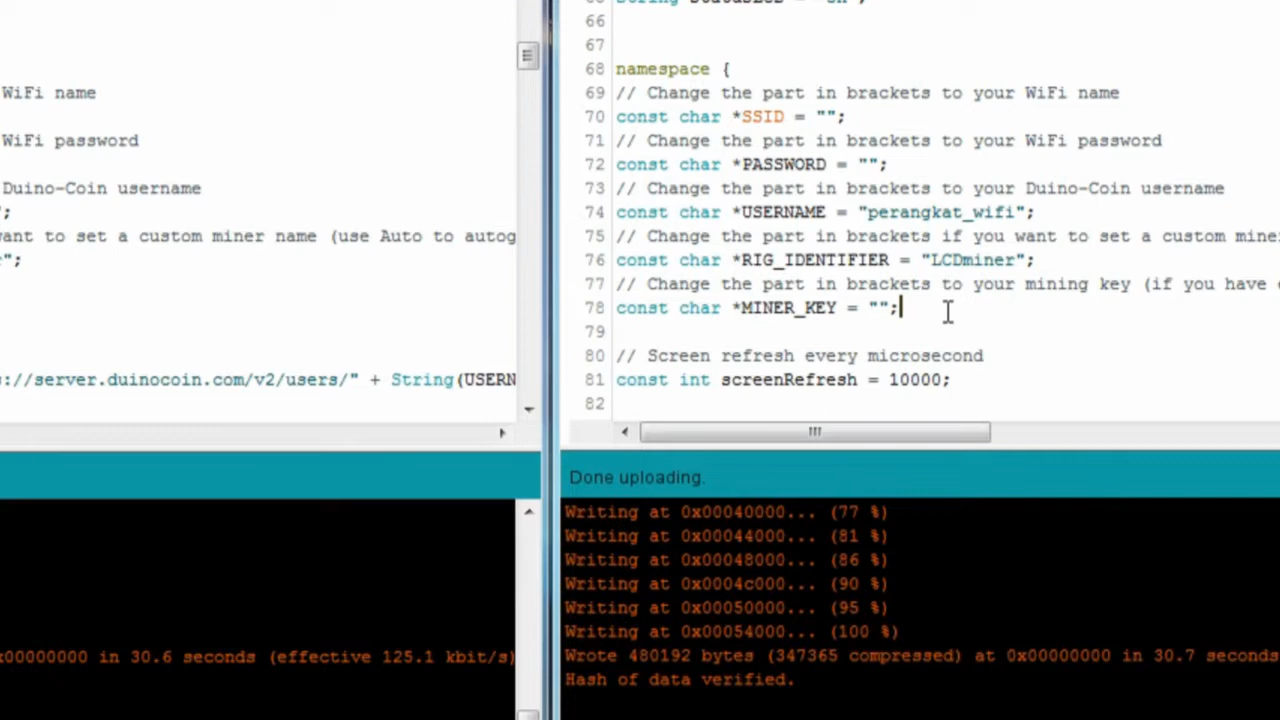 WiFi name
WiFi password
Duino-Coin username
";
want to set a custom miner name (use Auto to autog
r";
s://server.duinocoin.com/v2/users/" + String(USERN
x00000000 in 30.6 seconds (effective 125.1 kbit/s)
66
67
68 namespace {
69 // Change the part in brackets to your WiFi name
70 const char *SSID = "";
71 // Change the part in brackets to your WiFi password
72 const char *PASSWORD = "";
73 // Change the part in brackets to your Duino-Coin username
74 const char *USERNAME = "perangkat_wifi";
75 // Change the part in brackets if you want to set a custom miner
76 const char *RIG_IDENTIFIER = "LCDminer";
77 // Change the part in brackets to your mining key (if you have
78 const char *MINER_KEY = "";
79
80 // Screen refresh every microsecond
81 const int screenRefresh = 10000;
82
Done uploading.
Writing at 0x00040000... (77 %)
Writing at 0x00044000... (81 %)
Writing at 0x00048000... (86 %)
Writing at 0x0004c000... (90 %)
Writing at 0x00050000... (95 %)
Writing at 0x00054000... (100 %)
Wrote 480192 bytes (347365 compressed) at 0x00000000 in 30.7 seconds
Hash of data verified.